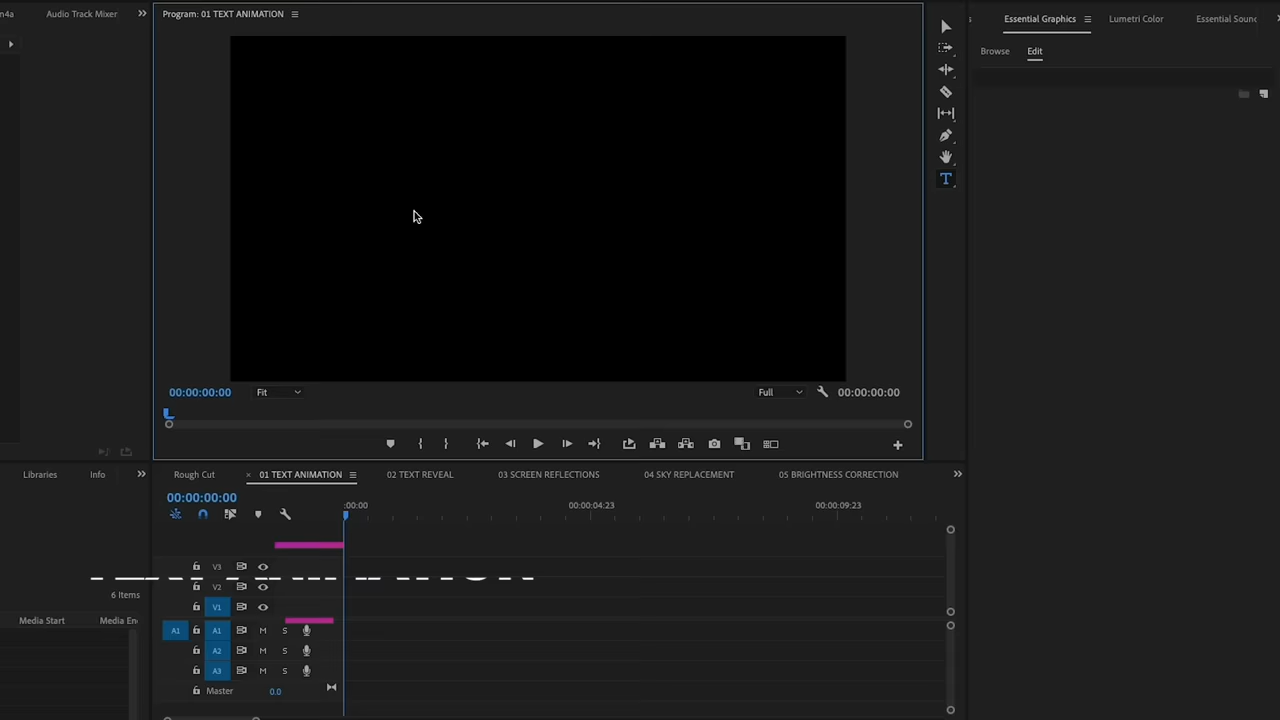 m4a
Audio Track Mixer
Program: 01 TEXT ANIMATION
Essential Graphics
Lumetri Color
Essential Sound
Browse
Edit
00:00:00:00
Fit
Full
00:00:00:00
Libraries
Info
Rough Cut
× 01 TEXT ANIMATION
02 TEXT REVEAL
03 SCREEN REFLECTIONS
04 SKY REPLACEMENT
05 BRIGHTNESS CORRECTION
00:00:00:00
:00:00
00:00:04:23
00:00:09:23
V3
V2
6 Items
V1
Media Start
Media En
A1
A1
M
S
A2
M
S
A3
M
S
Master
0.0